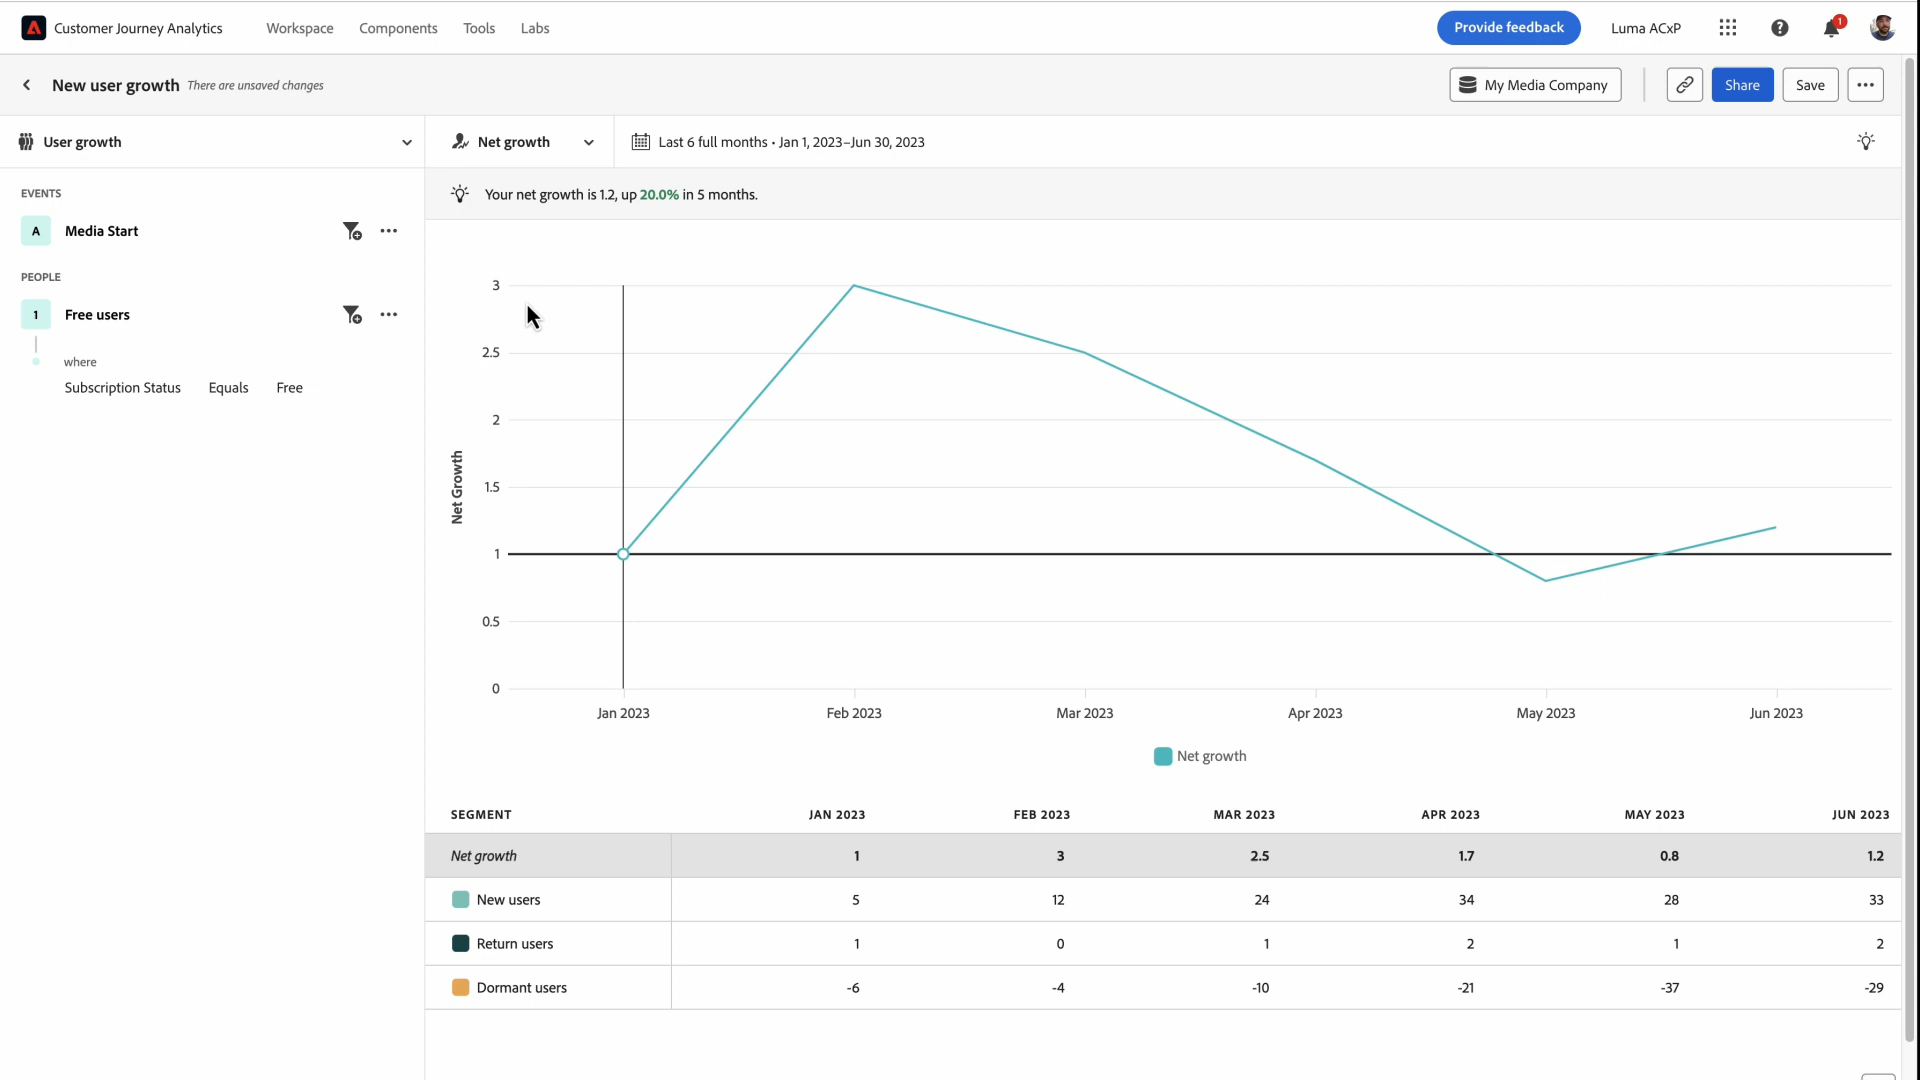 Customer Journey Analytics Workspace Components Tools Labs Provide feedback Luma ACxP 1
New user growth There are unsaved changes My Media Company Share Save
User growth Net growth Last 6 full months • Jan 1, 2023–Jun 30, 2023
Your net growth is 1.2, up 20.0% in 5 months.
EVENTS
A Media Start
PEOPLE
1 Free users
where
Subscription Status Equals Free
Net Growth
3
2.5
2
1.5
1
0.5
0
Jan 2023 Feb 2023 Mar 2023 Apr 2023 May 2023 Jun 2023
Net growth
SEGMENT JAN 2023 FEB 2023 MAR 2023 APR 2023 MAY 2023 JUN 2023
Net growth 1 3 2.5 1.7 0.8 1.2
New users 5 12 24 34 28 33
Return users 1 0 1 2 1 2
Dormant users -6 -4 -10 -21 -37 -29